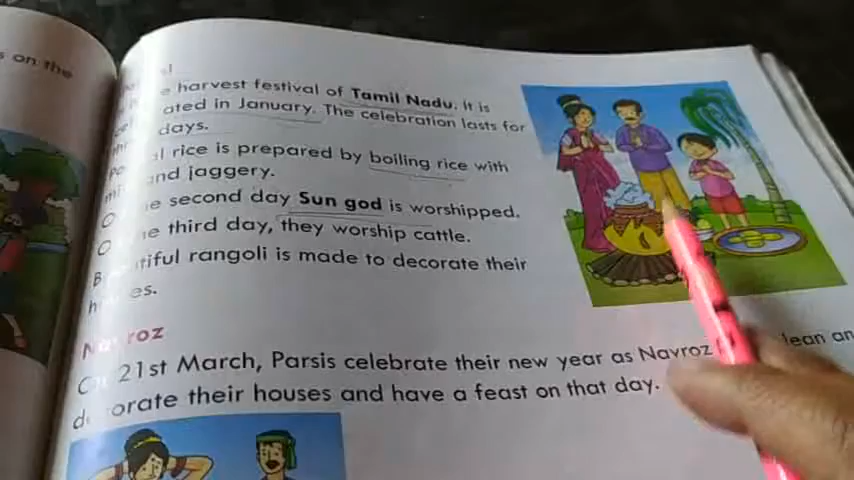 s on the
e harvest festival of Tamil Nadu. It is
ated in January. The celebration lasts for
days.
al rice is prepared by boiling rice with
and jaggery.
e second day Sun god is worshipped.
e third day, they worship cattle.
tiful rangoli is made to decorate their
es.
roz
21st March, Parsis celebrate their new year as Navroz
lean an
orate their houses and have a feast on that day.